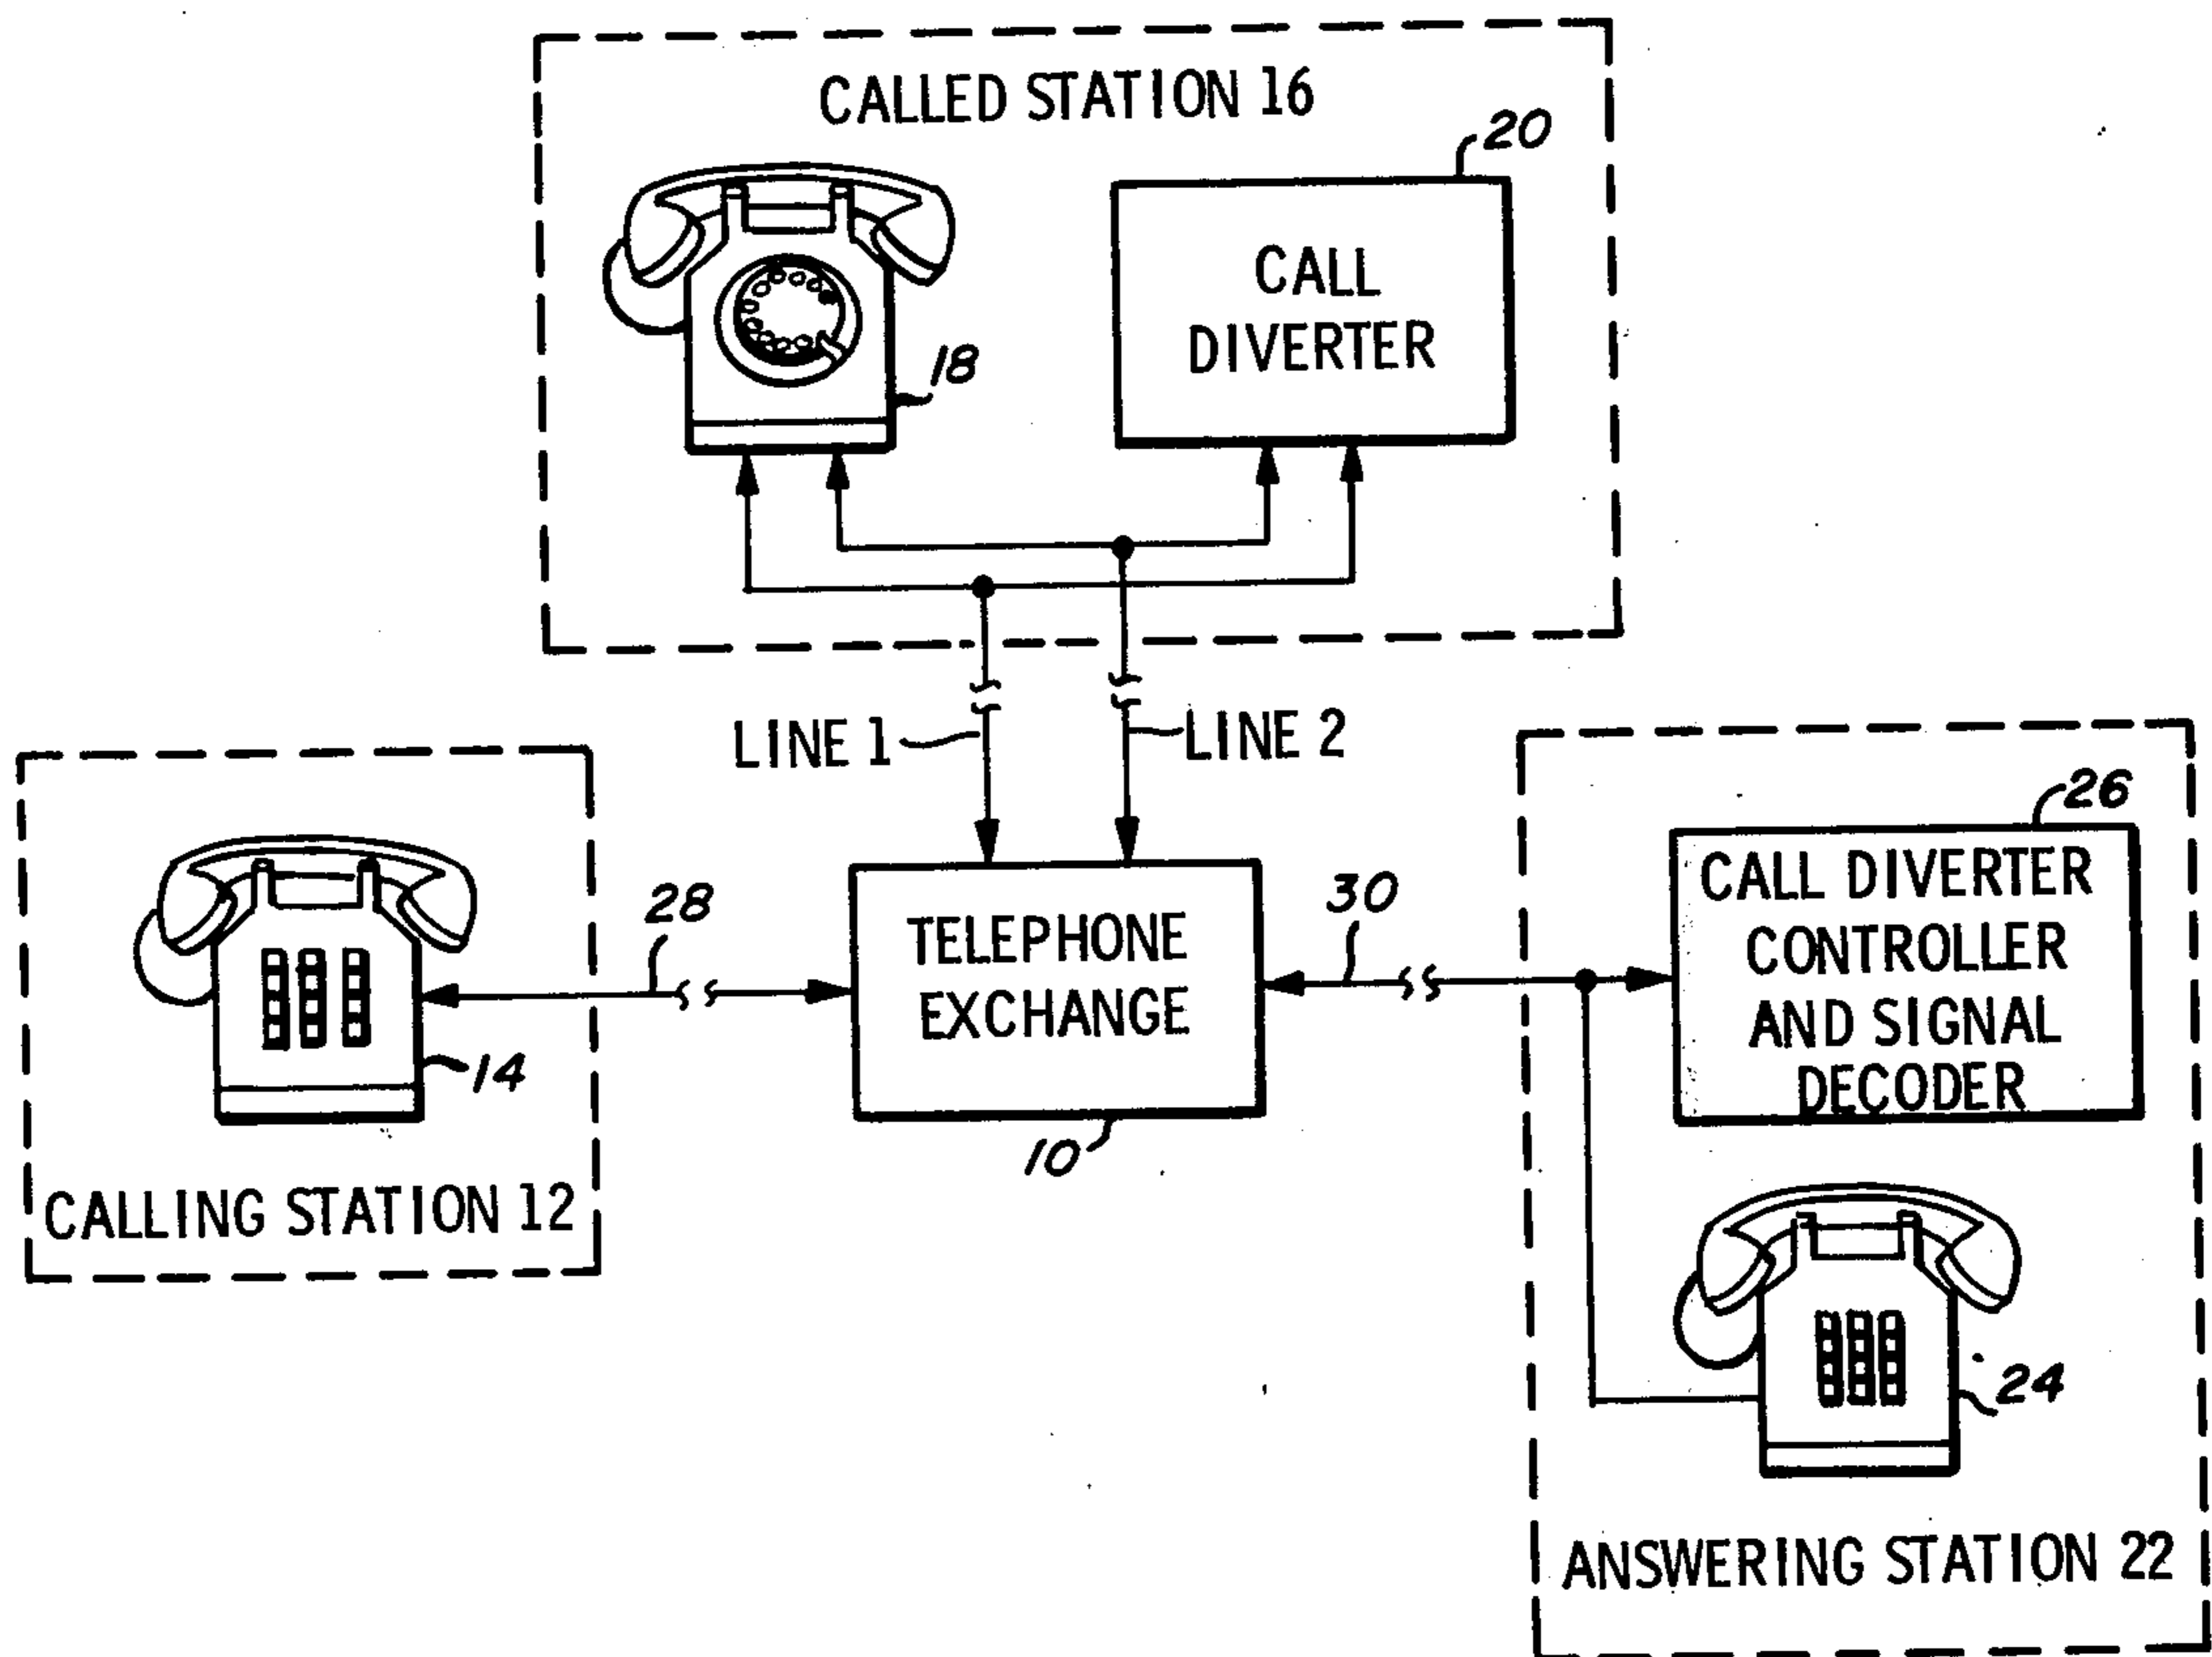 CALLED STATION 16
20
CALL
DIVERTER
18
LINE 1
LINE 2
26
CALL DIVERTER
CONTROLLER
AND SIGNAL
DECODER
28
30
TELEPHONE
EXCHANGE
14
10
CALLING STATION 12
24
ANSWERING STATION 22